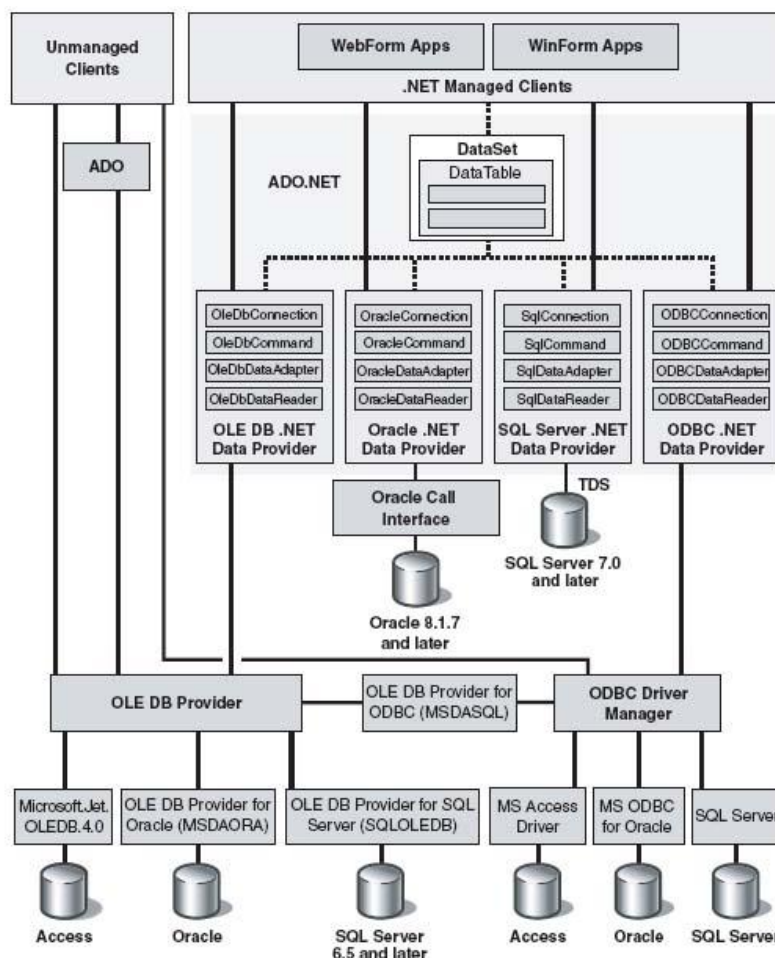 Unmanaged
Clients
WebForm Apps
WinForm Apps
.NET Managed Clients
ADO
ADO.NET
DataSet
DataTable
OleDbConnection
OleDbCommand
OleDbDataAdapter
OleDbDataReader
OLE DB .NET
Data Provider
OracleConnection
OracleCommand
OracleDataAdapter
OracleDataReader
Oracle .NET
Data Provider
SqlConnection
SqlCommand
SqlDataAdapter
SqlDataReader
SQL Server .NET
Data Provider
ODBCConnection
ODBCCommand
ODBCDataAdapter
ODBCDataReader
ODBC .NET
Data Provider
Oracle Call
Interface
TDS
SQL Server 7.0
and later
Oracle 8.1.7
and later
OLE DB Provider
OLE DB Provider for
ODBC (MSDASQL)
ODBC Driver
Manager
Microsoft.Jet.
OLEDB.4.0
OLE DB Provider for
Oracle (MSDAORA)
OLE DB Provider for SQL
Server (SQLOLEDB)
MS Access
Driver
MS ODBC
for Oracle
SQL Server
Access
Oracle
SQL Server
6.5 and later
Access
Oracle
SQL Server